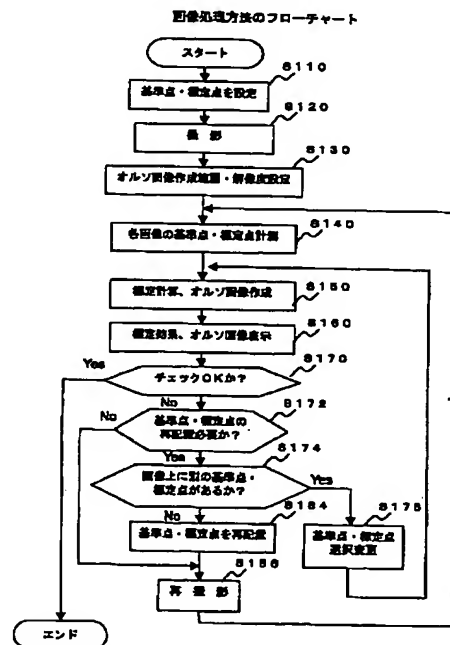 画像処理方法のフローチャート
スタート
S110
基準点・標定点を設定
S120
撮 影
S130
オルソ画像作成範囲・解像度設定
S140
各画像の基準点・標定点計測
S150
標定計算、オルソ画像作成
S160
標定効果、オルソ画像表示
S170
Yes
チェックOKか?
No
S172
No
基準点・標定点の
再配置必要か?
Yes
S174
画像上に別の基準点・
標定点があるか?
Yes
No
S184
基準点・標定点を再配置
S175
基準点・標定点
選択変更
S186
再 撮 影
エンド